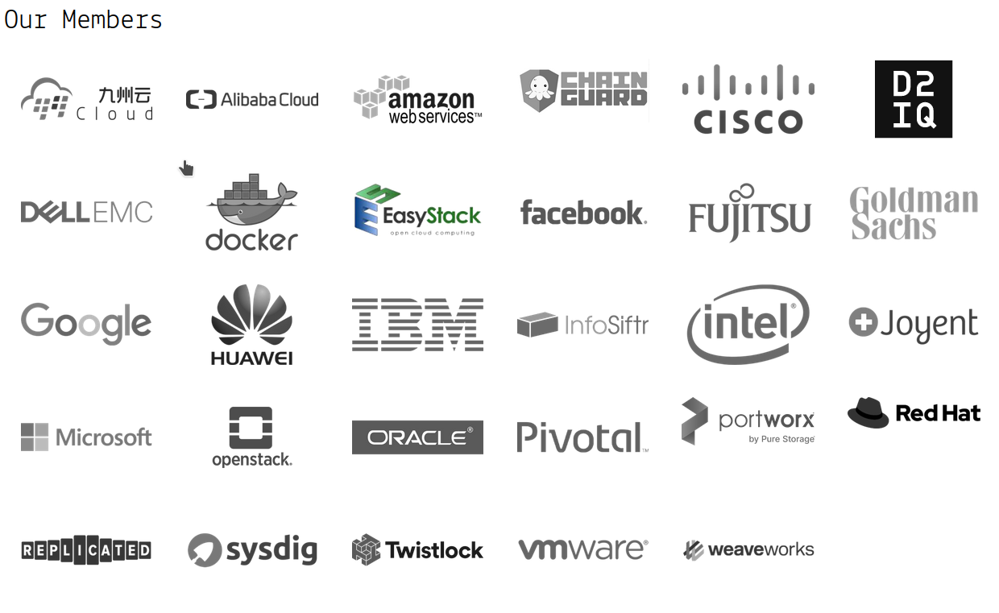 Our Members
九州云
Cloud
Alibaba Cloud
amazon
webservices™
CHAIN
GUARD
CISCO
D2
IQ
DELLEMC
docker
EasyStack
open cloud computing
facebook.
FUJITSU
Goldman
Sachs
Google
HUAWEI
IBM
InfoSiftr
intel®
Joyent
Microsoft
openstack.
ORACLE®
Pivotal™
portworx
by Pure Storage
Red Hat
REPLICATED
sysdig
Twistlock
vmware®
weaveworks